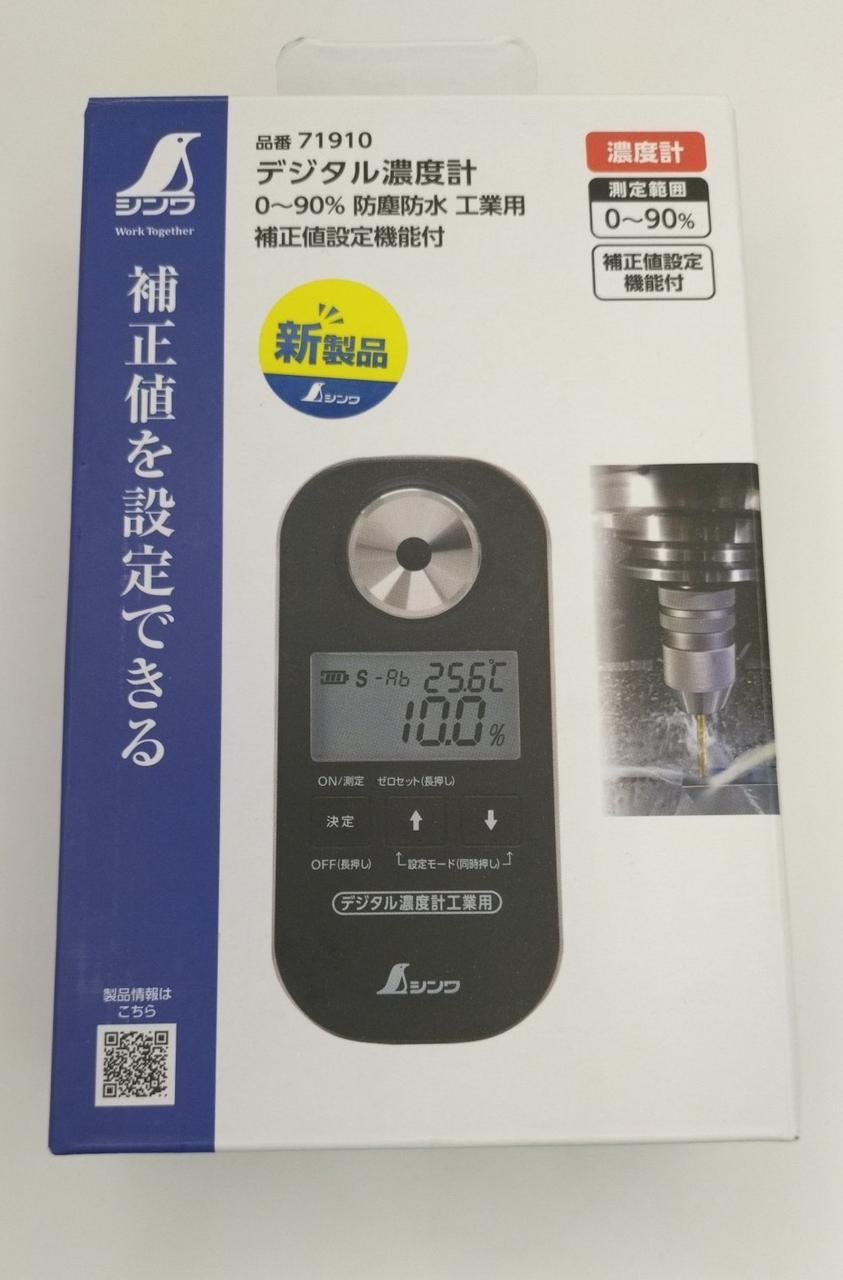 シンワ
Work Together
補正値を設定できる
製品情報は
こちら
品番 71910
デジタル濃度計
0〜90% 防塵防水 工業用
補正値設定機能付
濃度計
測定範囲
0〜90%
補正値設定
機能付
新製品
シンワ
S -Ab 25.6℃
10.0%
ON/測定 ゼロセット(長押し)
決定 ⬆ ⬇
OFF(長押し) 設定モード(同時押し)
デジタル濃度計工業用
シンワ